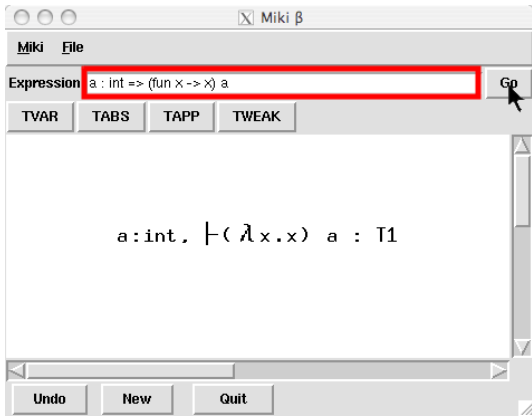 Miki β
Miki File
Expression a : int => (fun x -> x) a Go
TVAR TABS TAPP TWEAK
a:int, ⊢(λx.x) a : T1
Undo New Quit